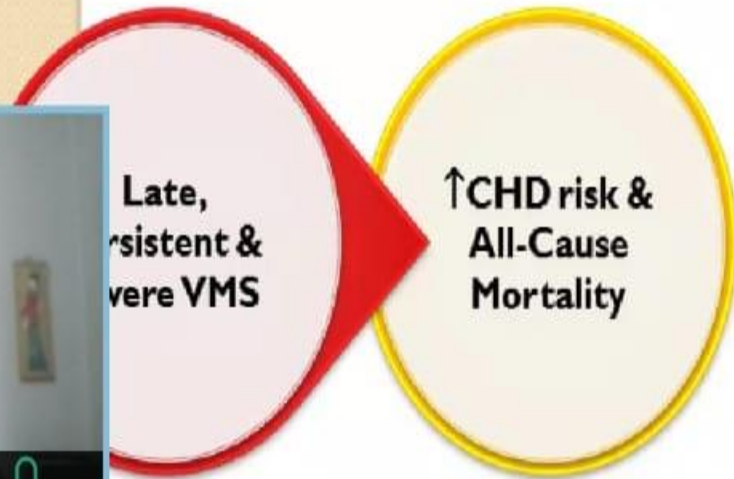 Late,
rsistent &
vere VMS
↑CHD risk &
All-Cause
Mortality